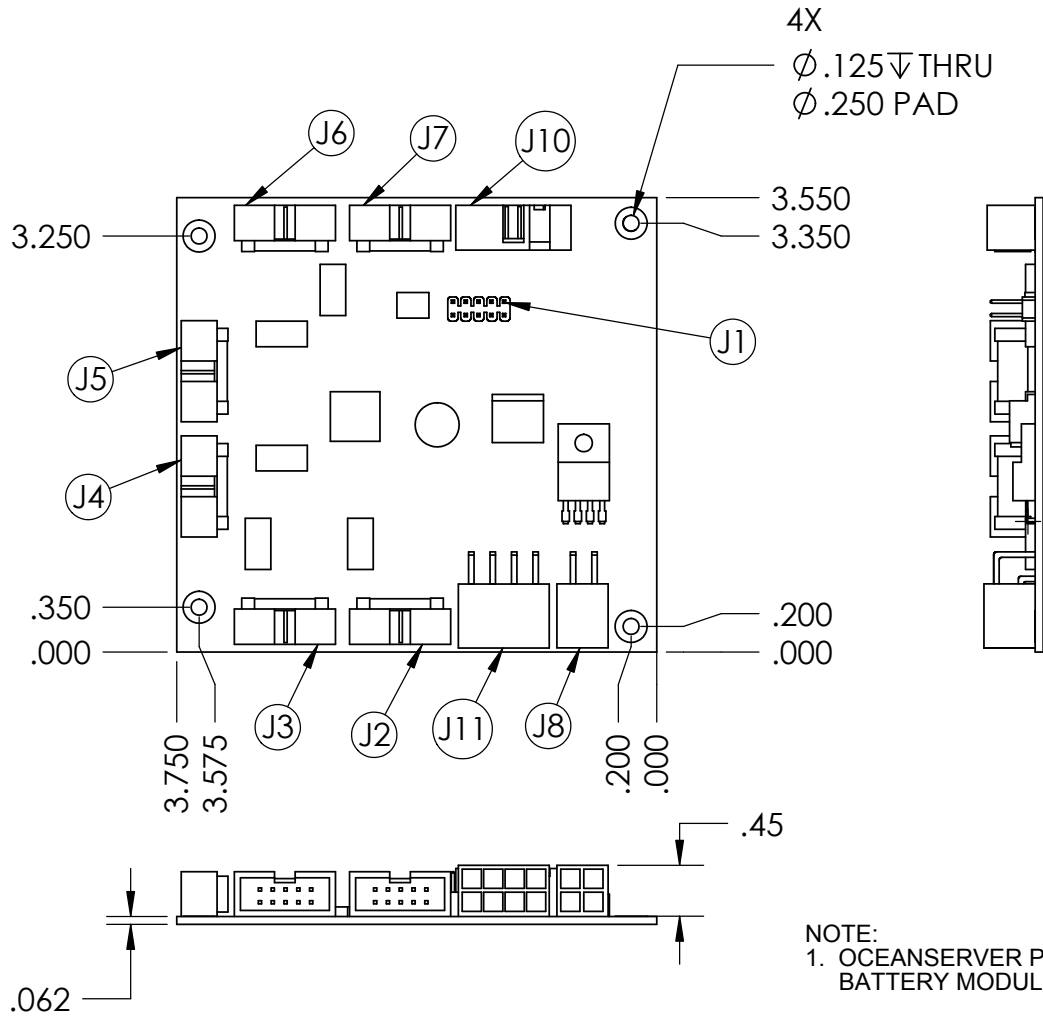 4X
∅ .125 ↧ THRU
∅ .250 PAD
J6
J7
J10
3.250
3.550
3.350
J1
J5
J4
.350
.000
.200
.000
J3
J2
J11
J8
3.750
3.575
.200
.000
.45
.062
NOTE:
1. OCEANSERVER P
BATTERY MODUL